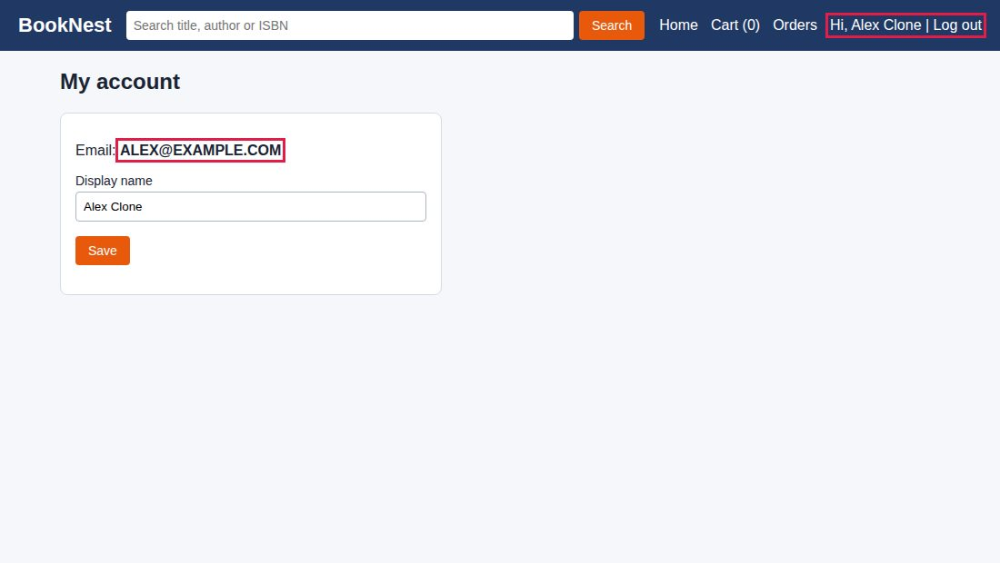 BookNest Search title, author or ISBN Search Home Cart (0) Orders Hi, Alex Clone | Log out
My account
Email: ALEX@EXAMPLE.COM
Display name
Alex Clone
Save